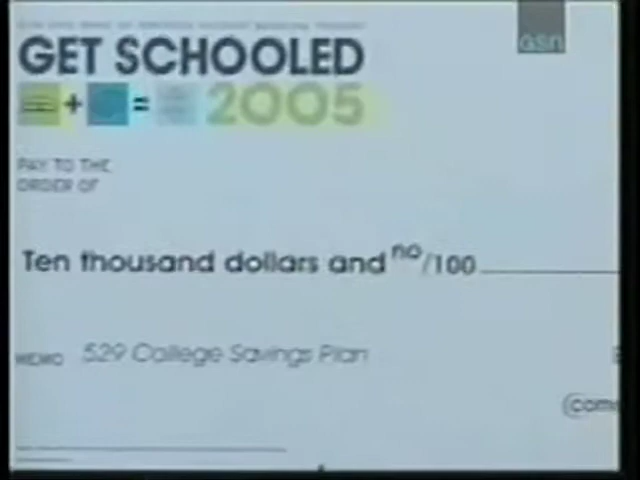 GET SCHOOLED
GSN
+ = 2005
PAY TO THE
ORDER OF
Ten thousand dollars and no/100
MEMO 529 College Savings Plan
(com